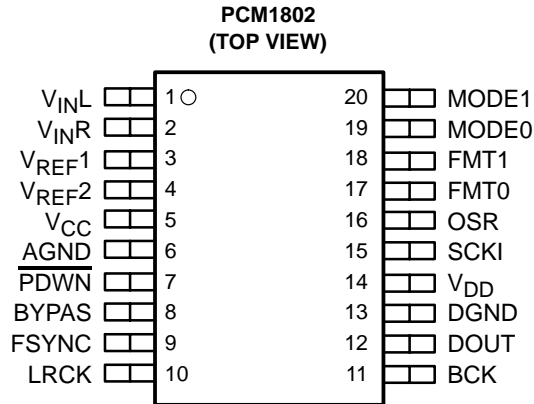 PCM1802
(TOP VIEW)
VINL 1 20 MODE1
VINR 2 19 MODE0
VREF1 3 18 FMT1
VREF2 4 17 FMT0
VCC 5 16 OSR
AGND 6 15 SCKI
PDWN 7 14 VDD
BYPAS 8 13 DGND
FSYNC 9 12 DOUT
LRCK 10 11 BCK